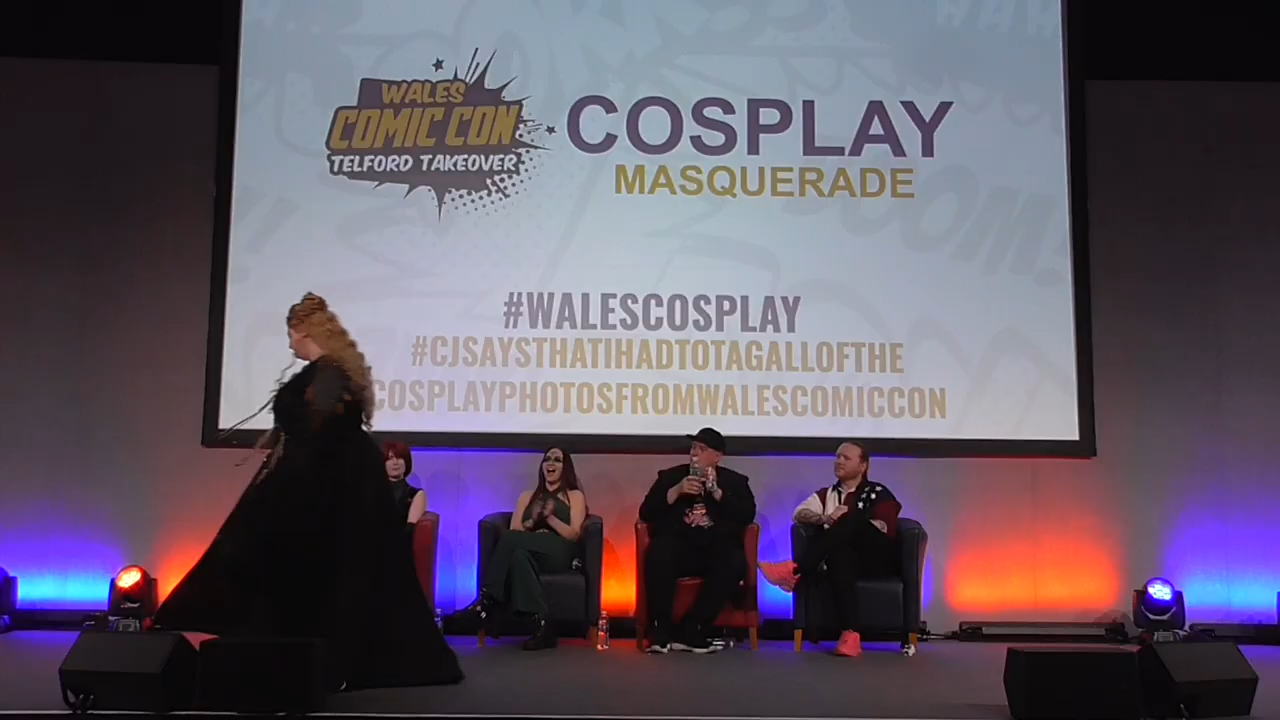 WALES
COMIC CON
TELFORD TAKEOVER
COSPLAY
MASQUERADE
#WALESCOSPLAY
#CJSAYSTHATIHADTOTAGALLOFTHE
COSPLAYPHOTOSFROMWALESCOMICCON